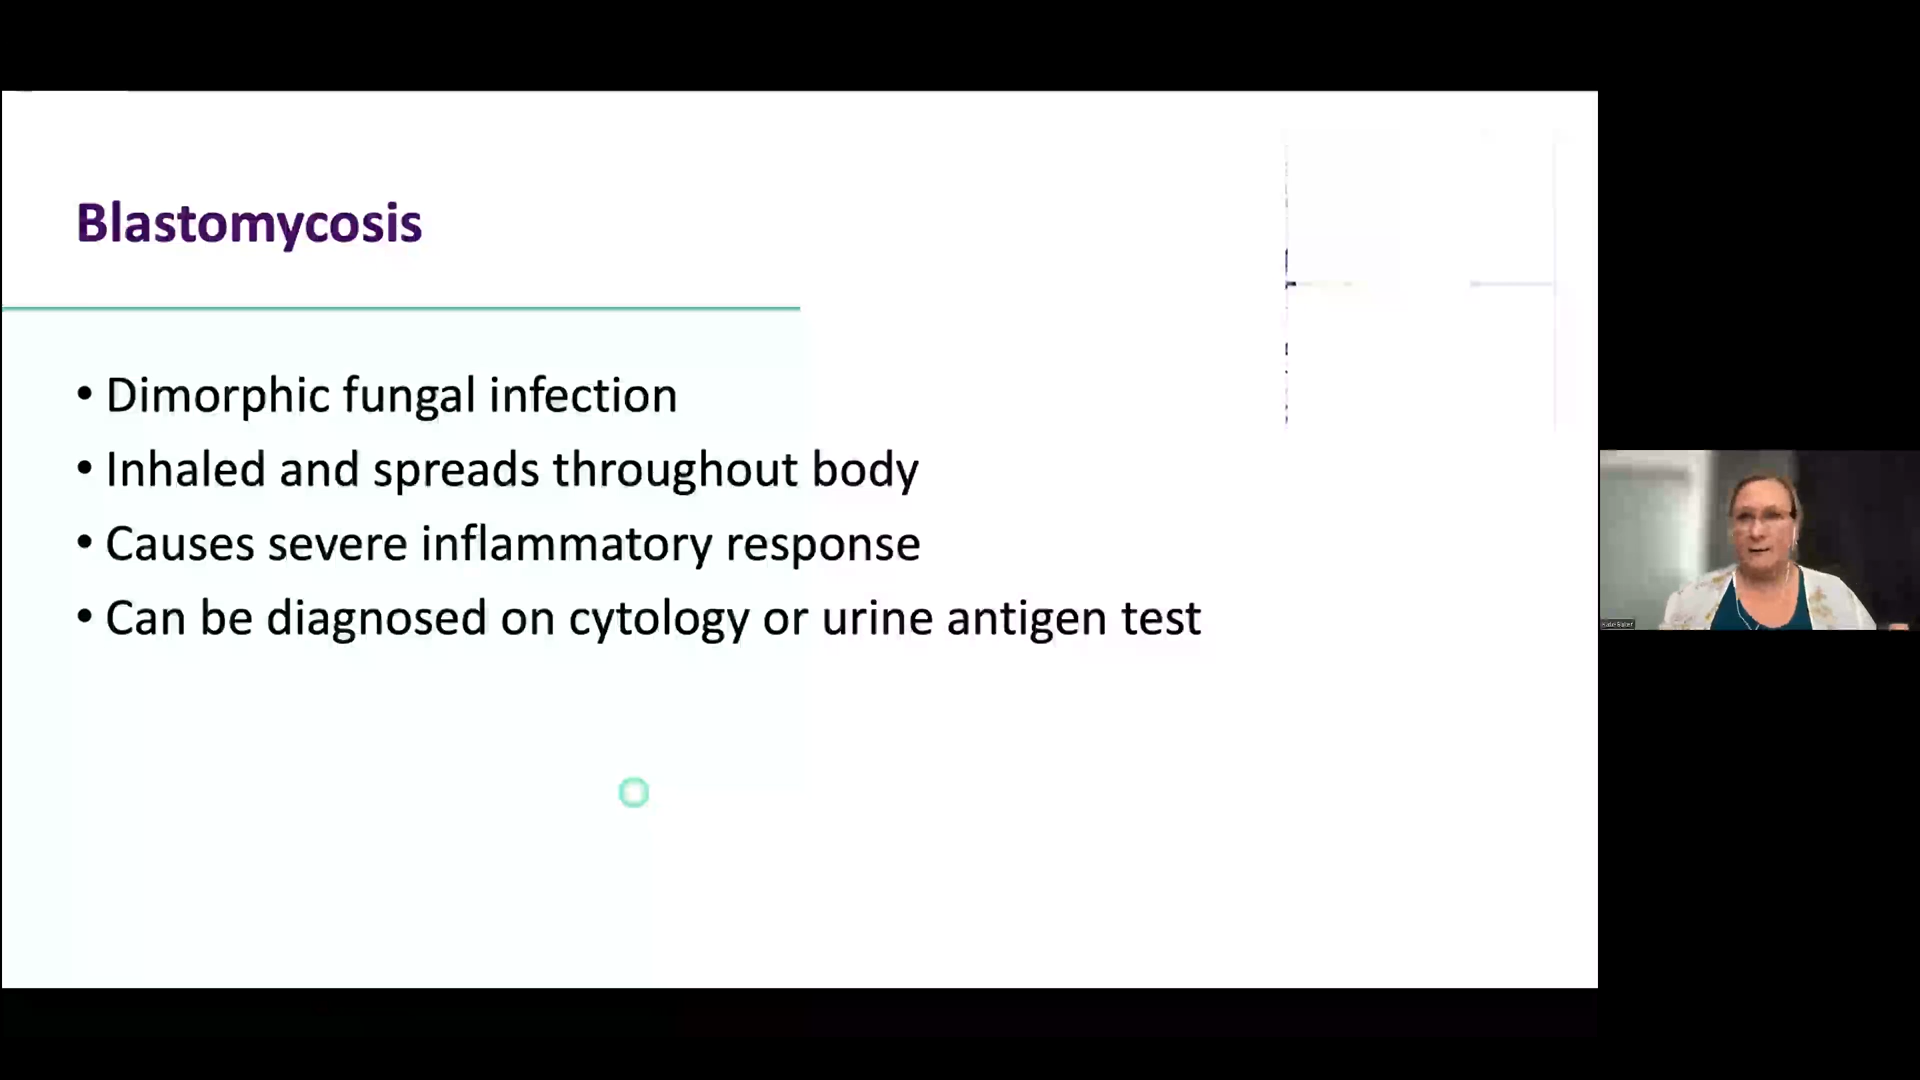 Blastomycosis
• Dimorphic fungal infection
• Inhaled and spreads throughout body
• Causes severe inflammatory response
• Can be diagnosed on cytology or urine antigen test